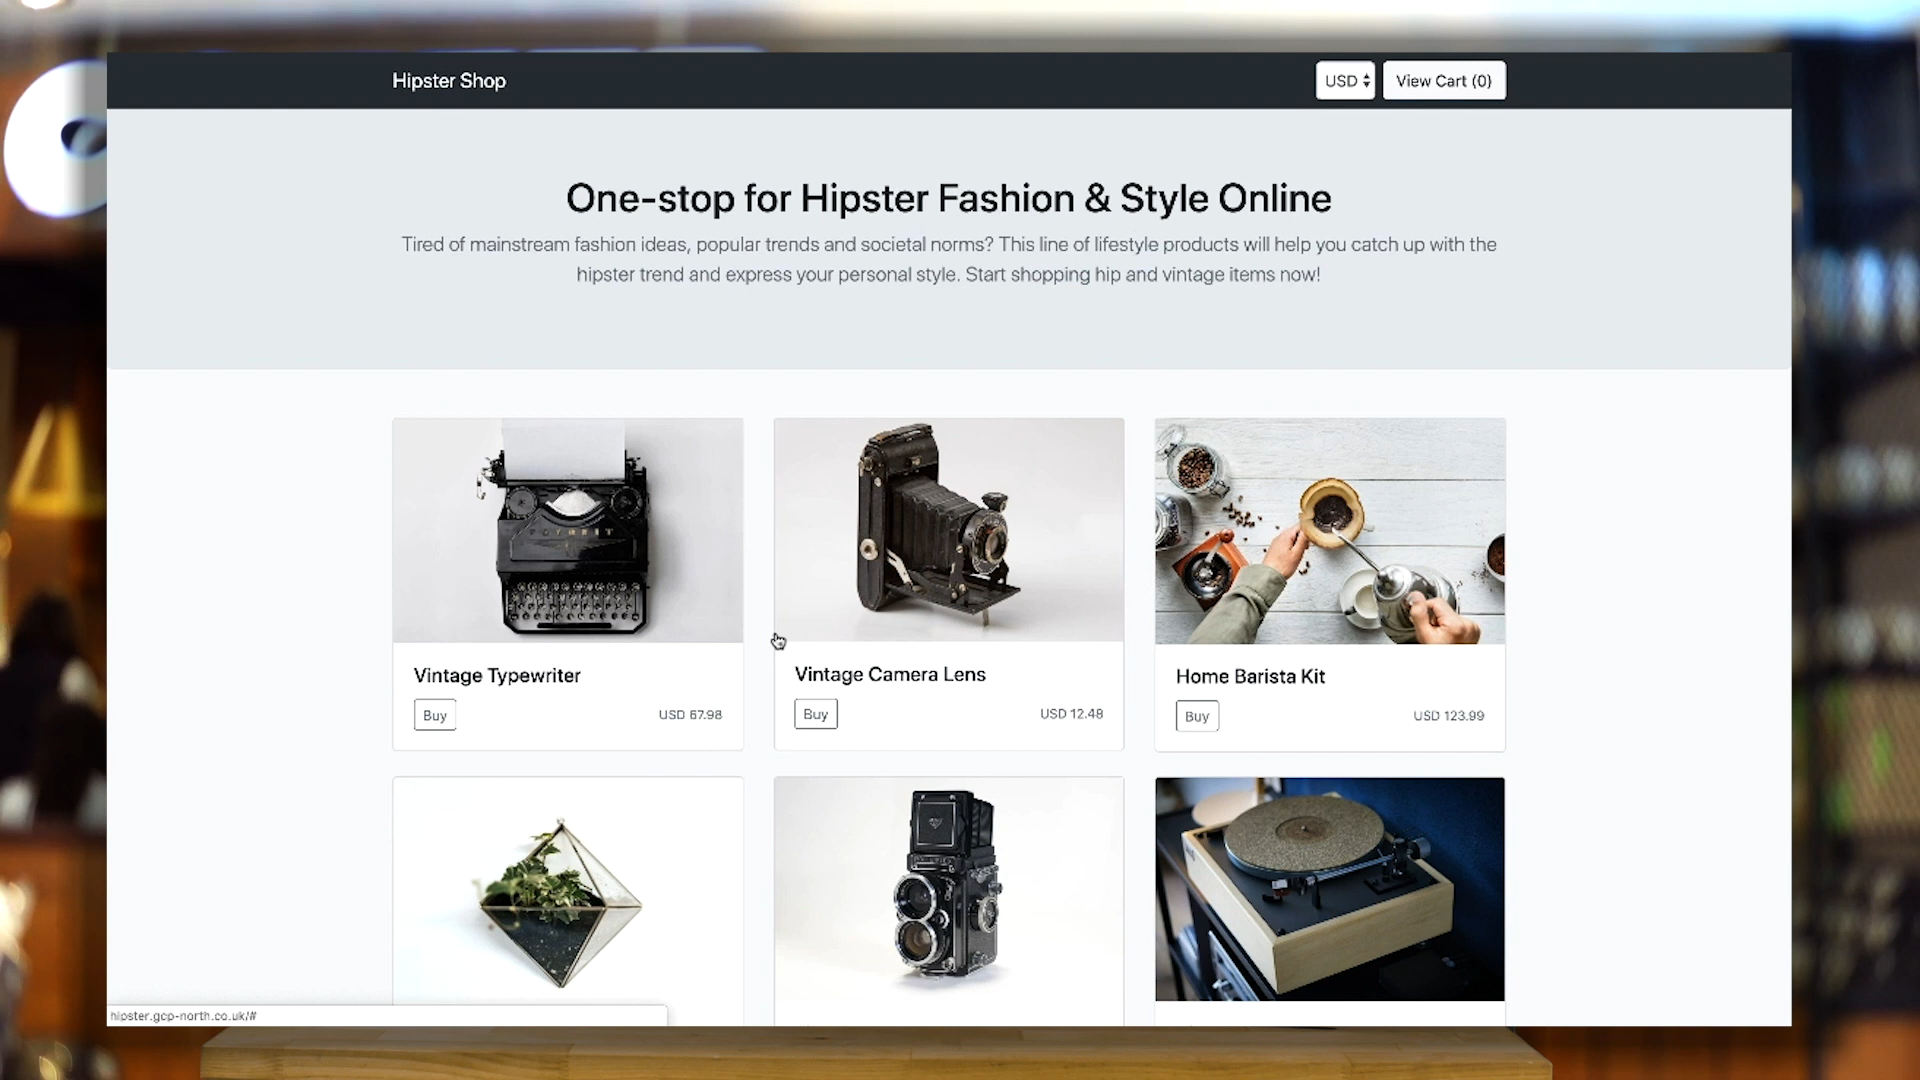 Hipster Shop
USD
View Cart (0)
One-stop for Hipster Fashion & Style Online
Tired of mainstream fashion ideas, popular trends and societal norms? This line of lifestyle products will help you catch up with the
hipster trend and express your personal style. Start shopping hip and vintage items now!
Vintage Typewriter
Buy
USD 67.98
Vintage Camera Lens
Buy
USD 12.48
Home Barista Kit
Buy
USD 123.99
hipster.gcp-north.co.uk/#